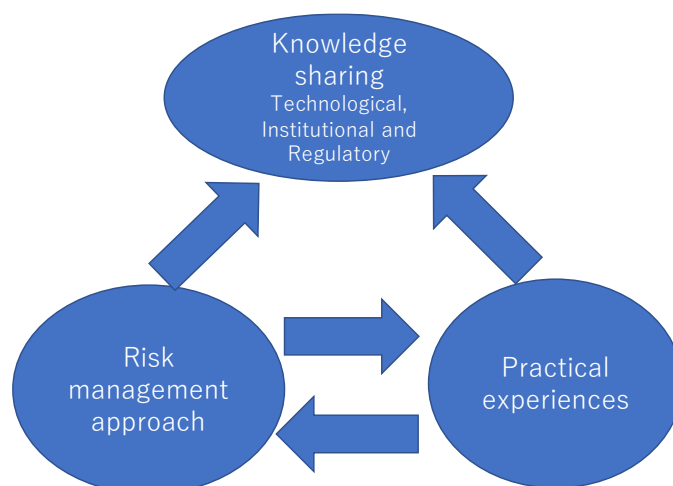 Knowledge
sharing
Technological,
Institutional and
Regulatory
Risk
management
approach
Practical
experiences